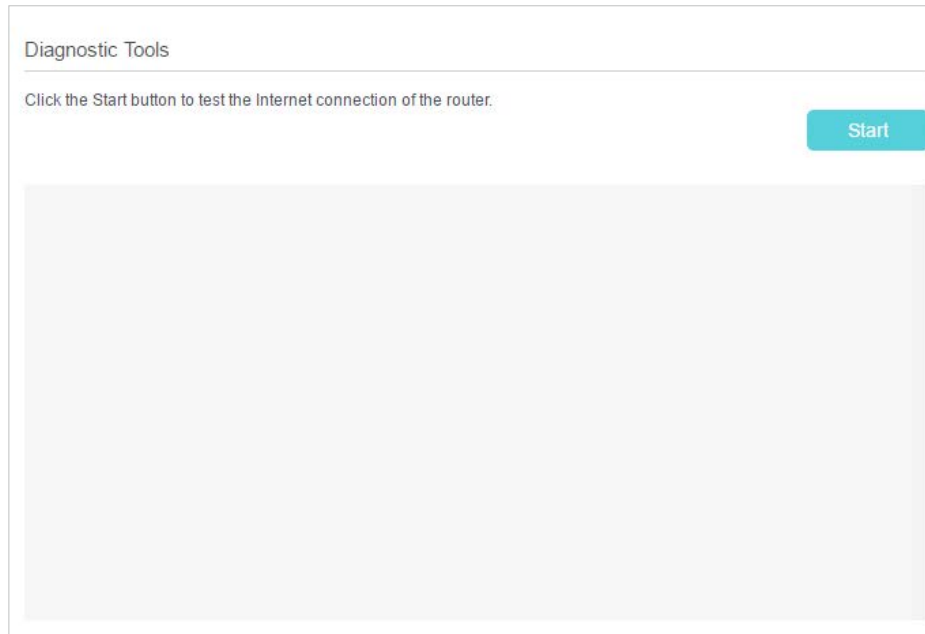 Diagnostic Tools
Click the Start button to test the Internet connection of the router.
Start